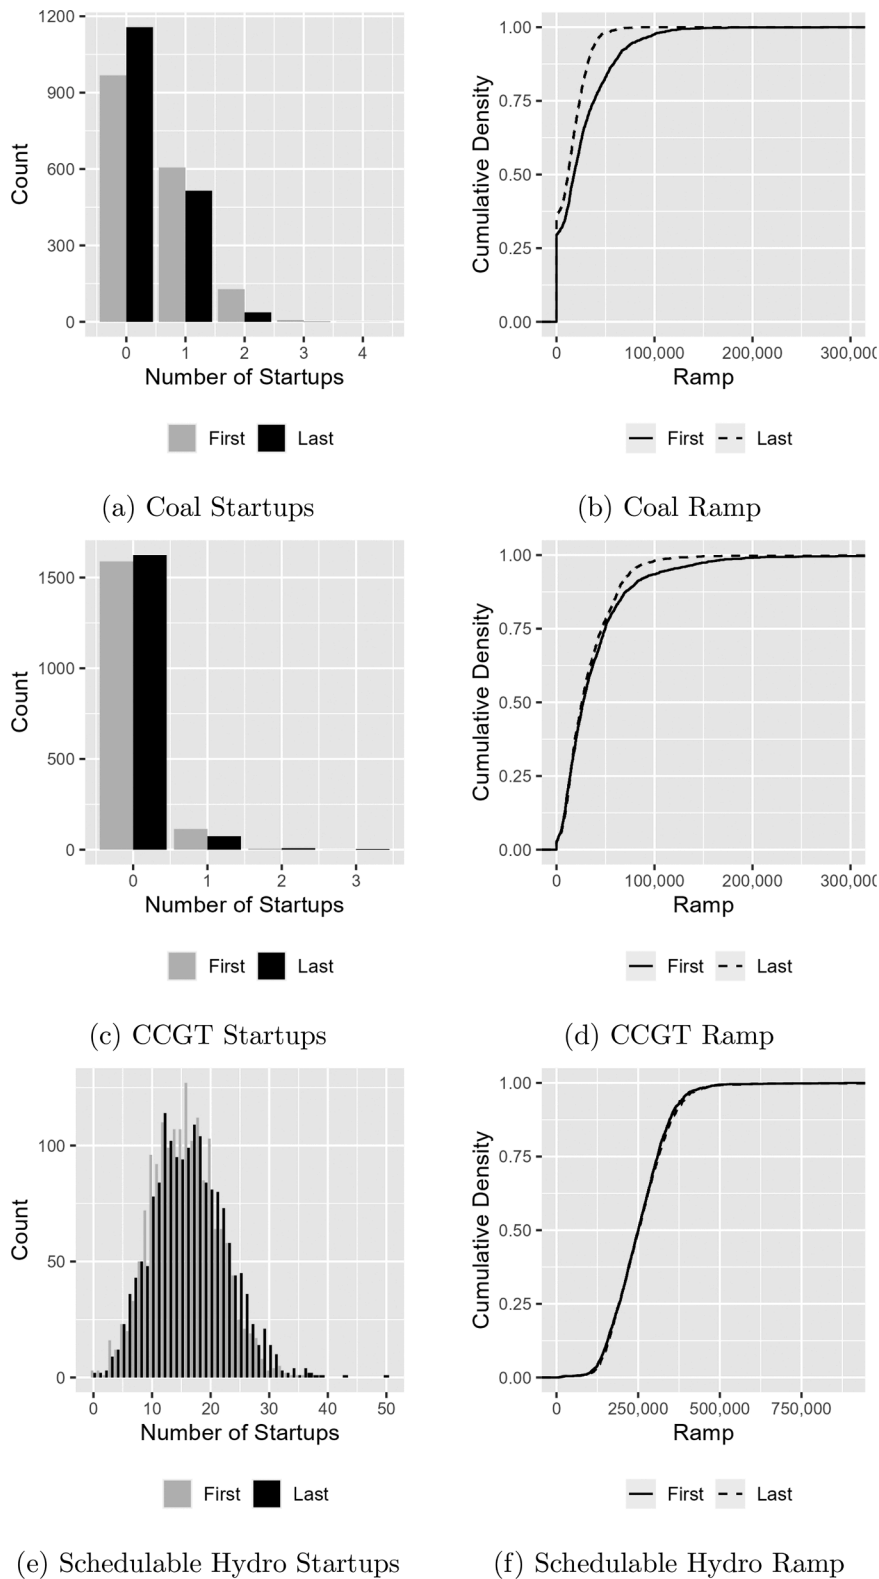 1200
900
600
300
0
Count
0 1 2 3 4
Number of Startups
First Last
(a) Coal Startups
1.00
0.75
0.50
0.25
0.00
Cumulative Density
0 100,000 200,000 300,000
Ramp
First Last
(b) Coal Ramp
1500
1000
500
0
Count
0 1 2 3
Number of Startups
First Last
(c) CCGT Startups
1.00
0.75
0.50
0.25
0.00
Cumulative Density
0 100,000 200,000 300,000
Ramp
First Last
(d) CCGT Ramp
100
50
0
Count
0 10 20 30 40 50
Number of Startups
First Last
(e) Schedulable Hydro Startups
1.00
0.75
0.50
0.25
0.00
Cumulative Density
0 250,000 500,000 750,000
Ramp
First Last
(f) Schedulable Hydro Ramp